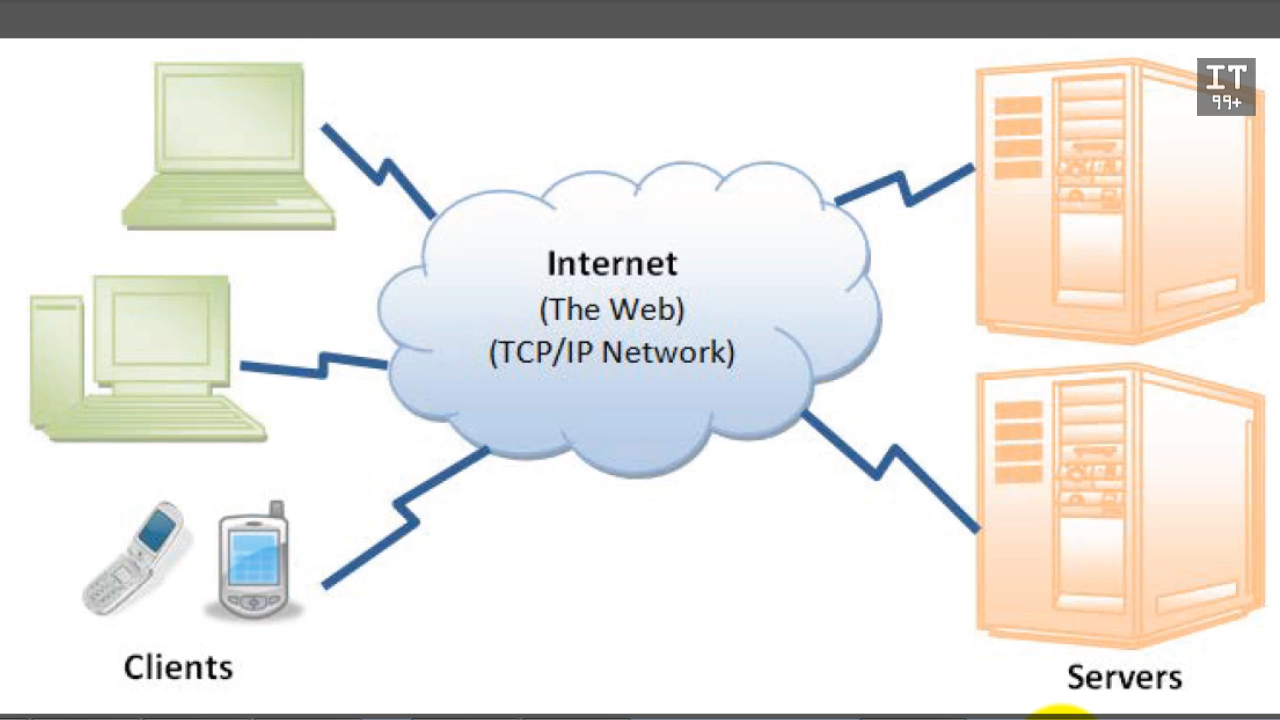 IT
99+
Internet
(The Web)
(TCP/IP Network)
Clients
Servers